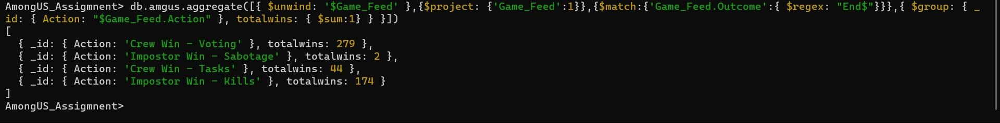 AmongUS_Assigmnent> db.amgus.aggregate([{ $unwind: '$Game_Feed' },{$project: {'Game_Feed':1}},{$match:{'Game_Feed.Outcome':{ $regex: "End$"}}},{ $group: { _
id: { Action: "$Game_Feed.Action" }, totalwins: { $sum:1} } }])
[
  { _id: { Action: 'Crew Win - Voting' }, totalwins: 279 },
  { _id: { Action: 'Impostor Win - Sabotage' }, totalwins: 2 },
  { _id: { Action: 'Crew Win - Tasks' }, totalwins: 44 },
  { _id: { Action: 'Impostor Win - Kills' }, totalwins: 174 }
]
AmongUS_Assigmnent>